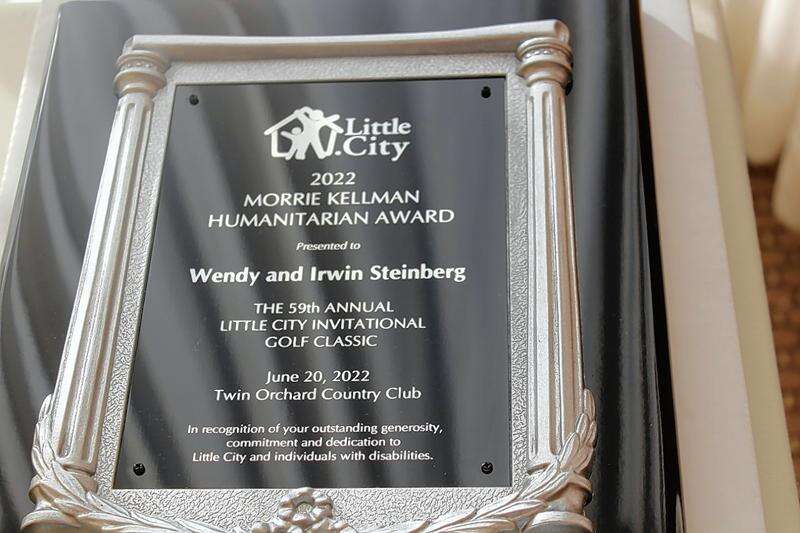 Little
City
2022
MORRIE KELLMAN
HUMANITARIAN AWARD
Presented to
Wendy and Irwin Steinberg
THE 59th ANNUAL
LITTLE CITY INVITATIONAL
GOLF CLASSIC
June 20, 2022
Twin Orchard Country Club
In recognition of your outstanding generosity,
commitment and dedication to
Little City and individuals with disabilities.